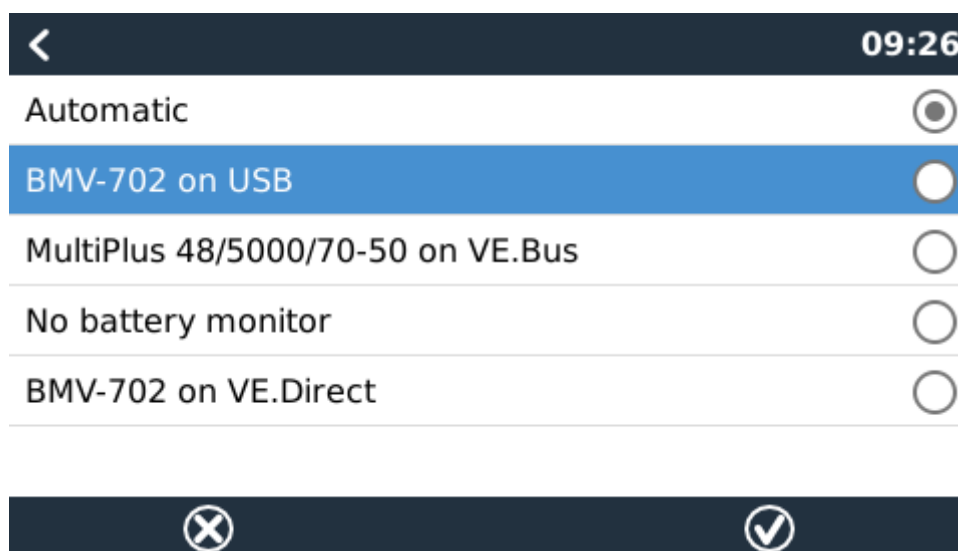 09:26
Automatic
BMV-702 on USB
MultiPlus 48/5000/70-50 on VE.Bus
No battery monitor
BMV-702 on VE.Direct